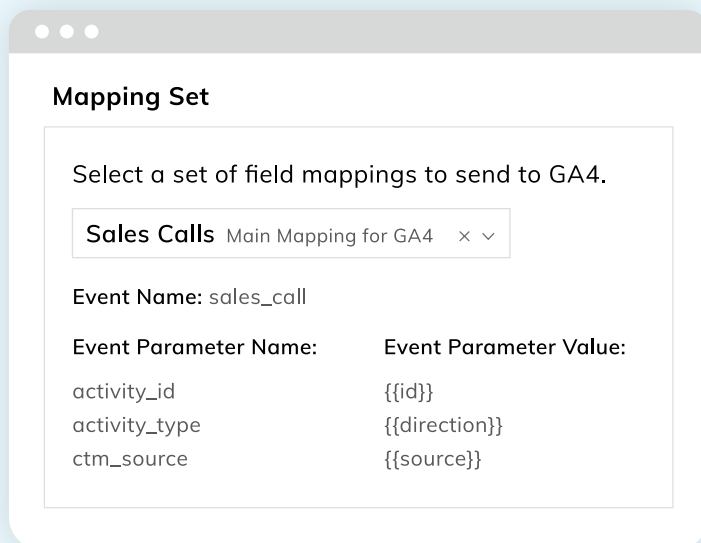 Mapping Set
Select a set of field mappings to send to GA4.
Sales Calls Main Mapping for GA4
Event Name: sales_call
Event Parameter Name: Event Parameter Value:
activity_id {{id}}
activity_type {{direction}}
ctm_source {{source}}